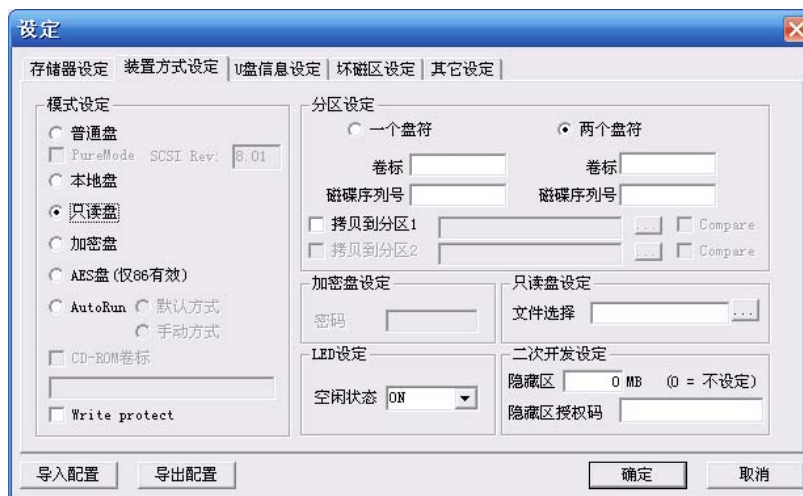 设定
存储器设定 装置方式设定 U盘信息设定 坏磁区设定 其它设定
模式设定
普通盘
PureMode SCSI Rev: 8.01
本地盘
只读盘
加密盘
AES盘(仅86有效)
AutoRun 默认方式
手动方式
CD-ROM卷标
Write protect
分区设定
一个盘符 两个盘符
卷标 卷标
磁碟序列号 磁碟序列号
拷贝到分区1 ... Compare
拷贝到分区2 ... Compare
加密盘设定
密码
只读盘设定
文件选择 ...
LED设定
空闲状态 ON
二次开发设定
隐藏区 0 MB (0 = 不设定)
隐藏区授权码
导入配置 导出配置 确定 取消